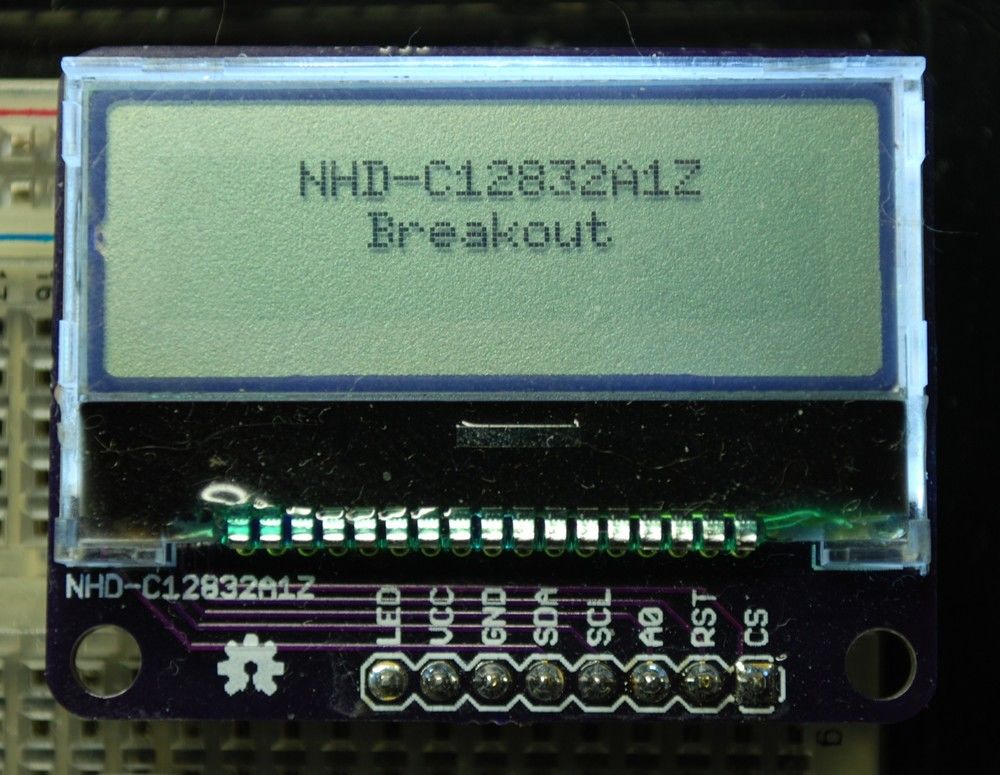 NHD-C12832A1Z
Breakout
NHD-C12832A1Z
LED
VCC
GND
SDA
SCL
A0
RST
CS